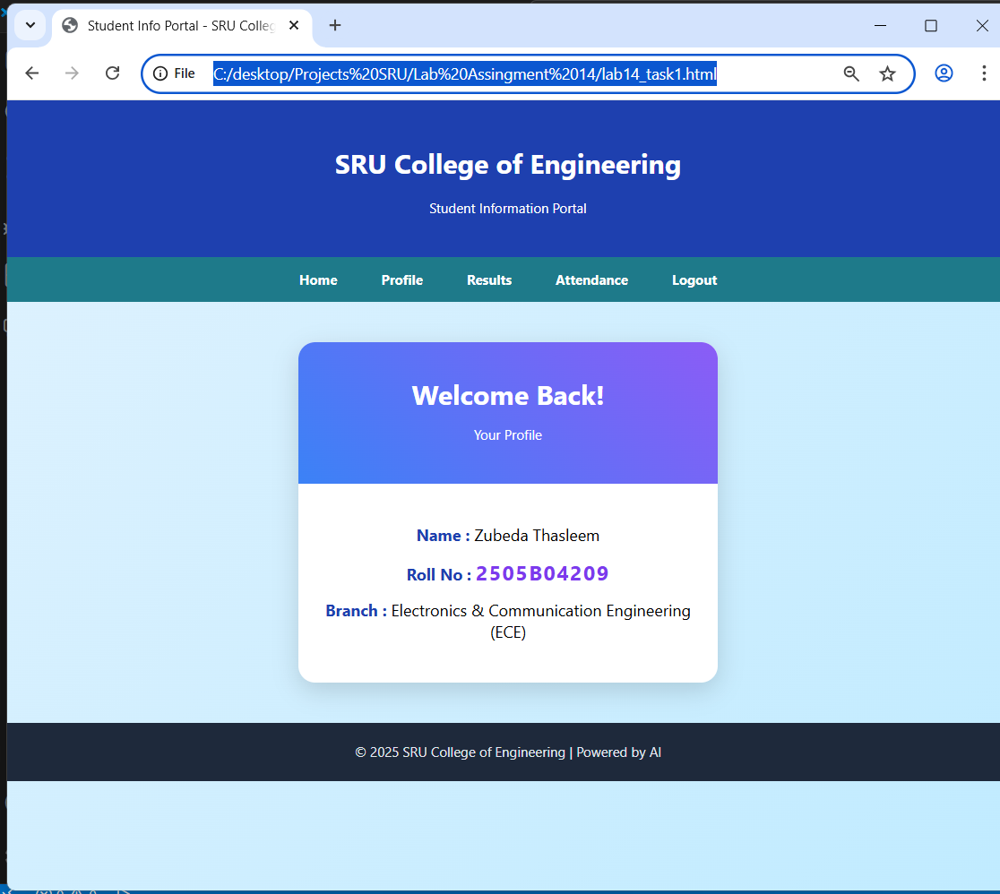 Student Info Portal - SRU Colleg
File C:/desktop/Projects%20SRU/Lab%20Assingment%2014/lab14_task1.html
SRU College of Engineering
Student Information Portal
Home Profile Results Attendance Logout
Welcome Back!
Your Profile
Name : Zubeda Thasleem
Roll No : 2505B04209
Branch : Electronics & Communication Engineering
(ECE)
© 2025 SRU College of Engineering | Powered by AI